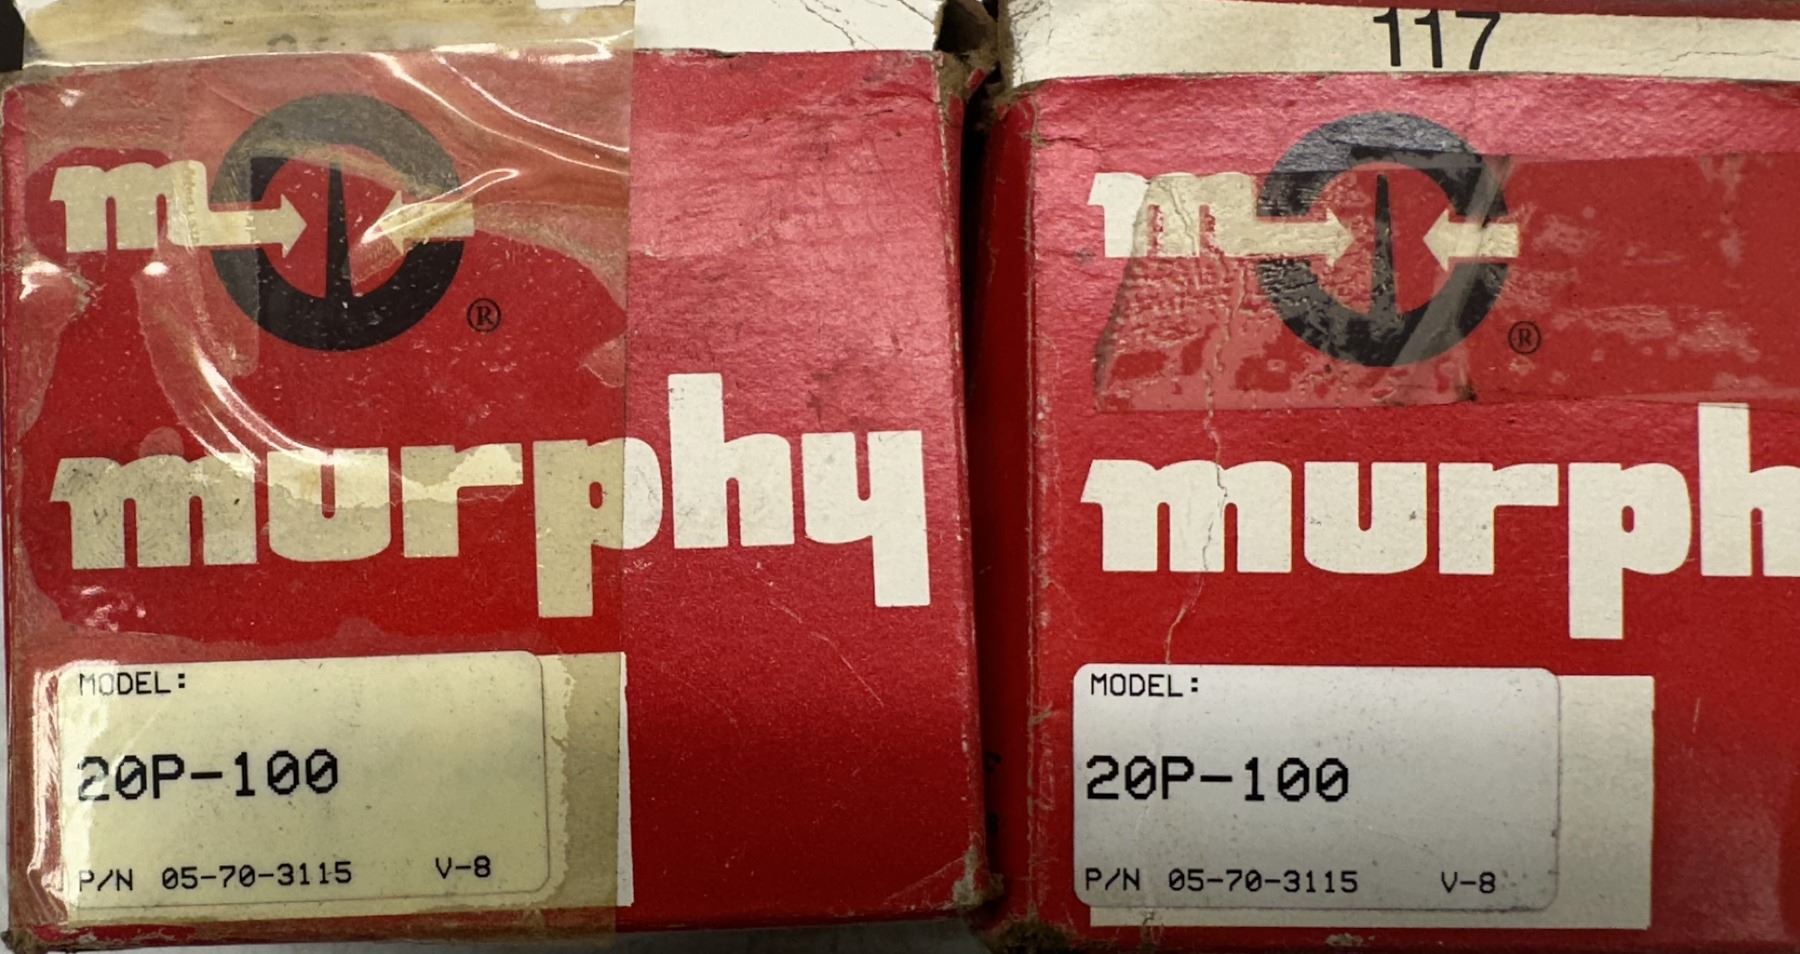 m
®
murphy
MODEL:
20P-100
P/N 05-70-3115 V-8
117
m
®
murph
MODEL:
20P-100
P/N 05-70-3115 V-8